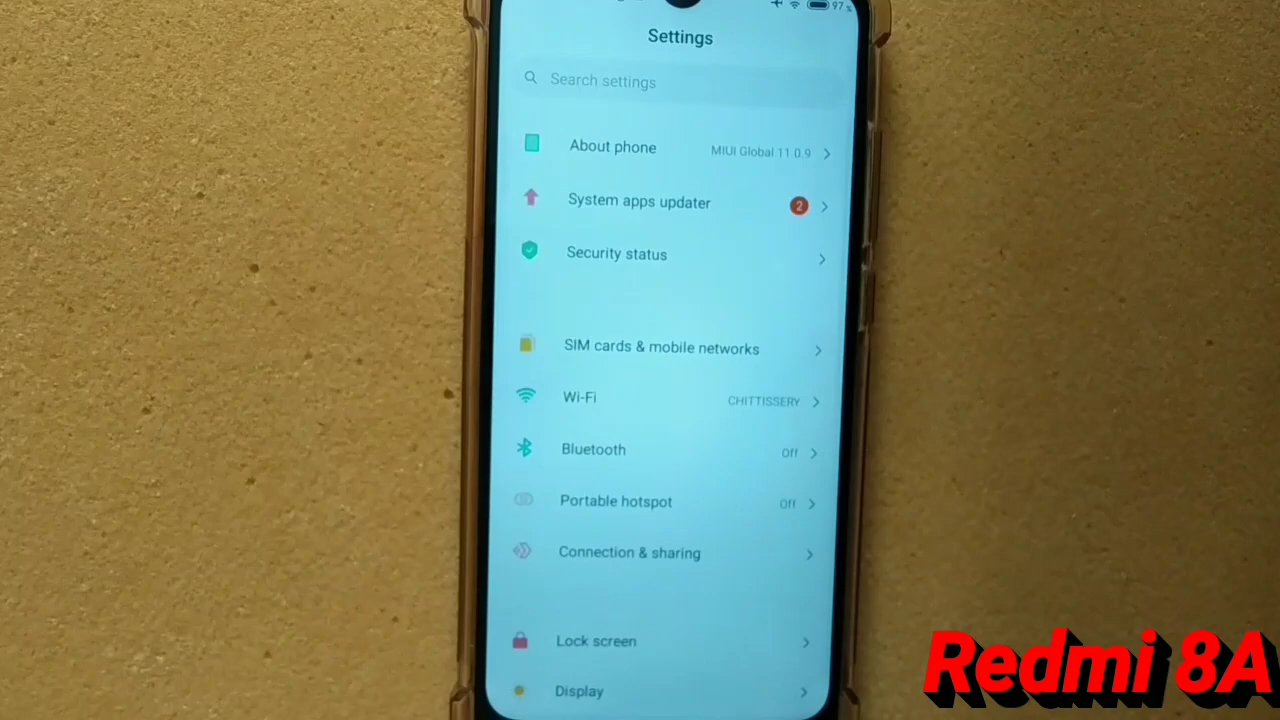 97 %
Settings
Search settings
About phone MIUI Global 11.0.9
System apps updater 2
Security status
SIM cards & mobile networks
Wi-Fi CHITTISSERY
Bluetooth Off
Portable hotspot Off
Connection & sharing
Lock screen
Display
Redmi 8A